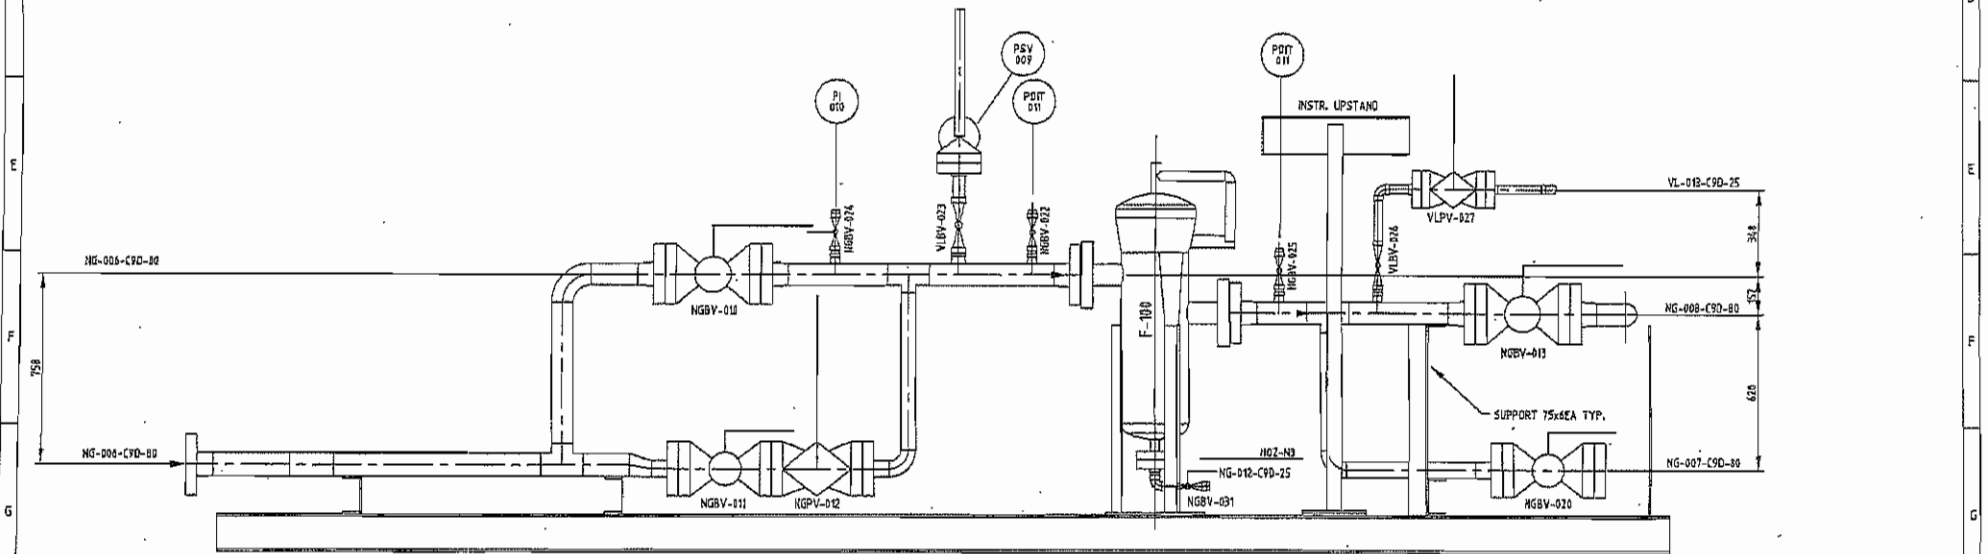 PSV
009
PDIT
011
PI
010
PDIT
011
INSTR. UPSTAND
E
E
VL-013-C9D-25
VLPV-027
NGBV-024
VLBV-023
NGBV-022
NGBV-025
VLBV-026
348
NG-006-C9D-80
NGBV-010
157
NG-008-C9D-80
F-100
F
F
NGBV-013
758
628
SUPPORT 75x6EA TYP.
NG-006-C9D-80
N02-N3
NG-007-C9D-80
NG-012-C9D-25
NGBV-011
NGPV-012
NGBV-031
NGBV-020
G
G